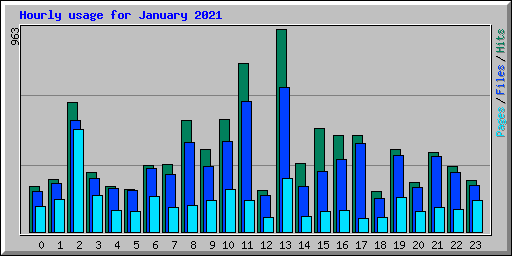 Hourly usage for January 2021
963
Pages/Files/Hits
0 1 2 3 4 5 6 7 8 9 10 11 12 13 14 15 16 17 18 19 20 21 22 23